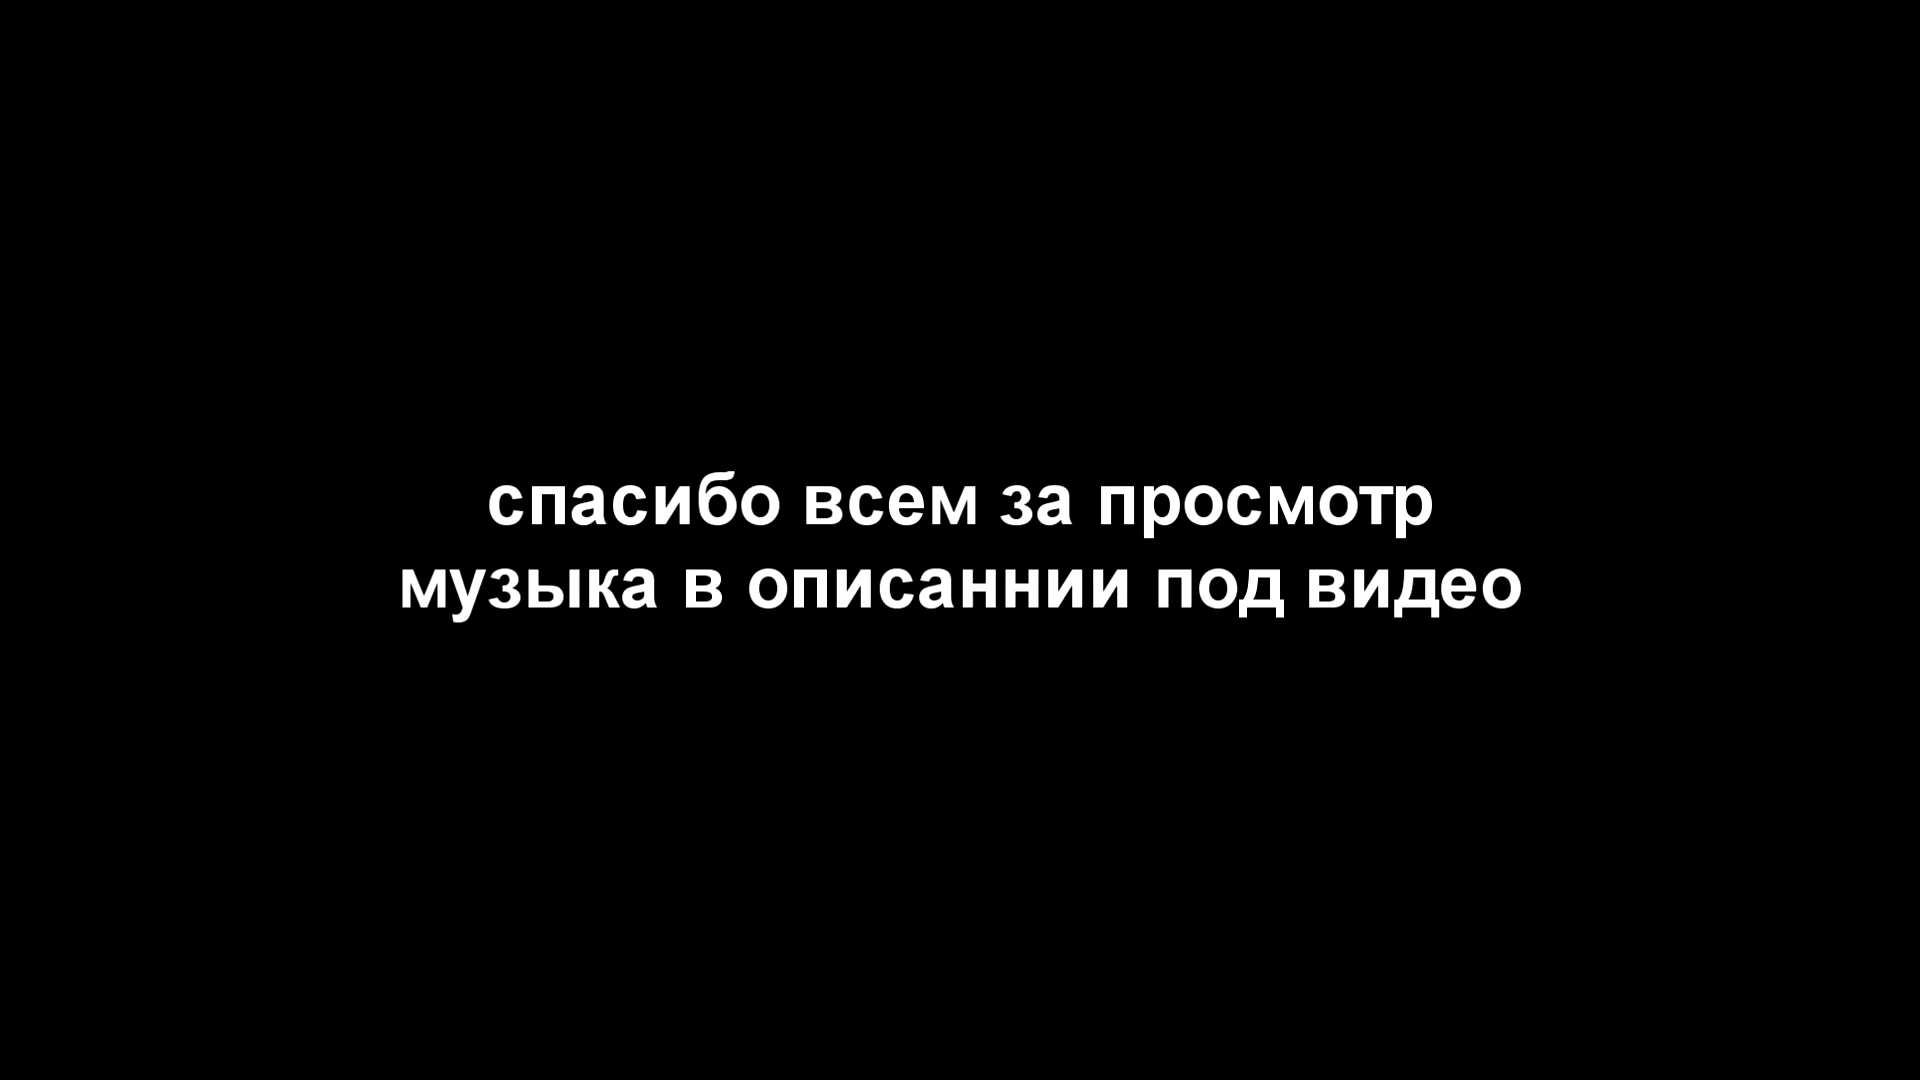 спасибо всем за просмотр
музыка в описаннии под видео